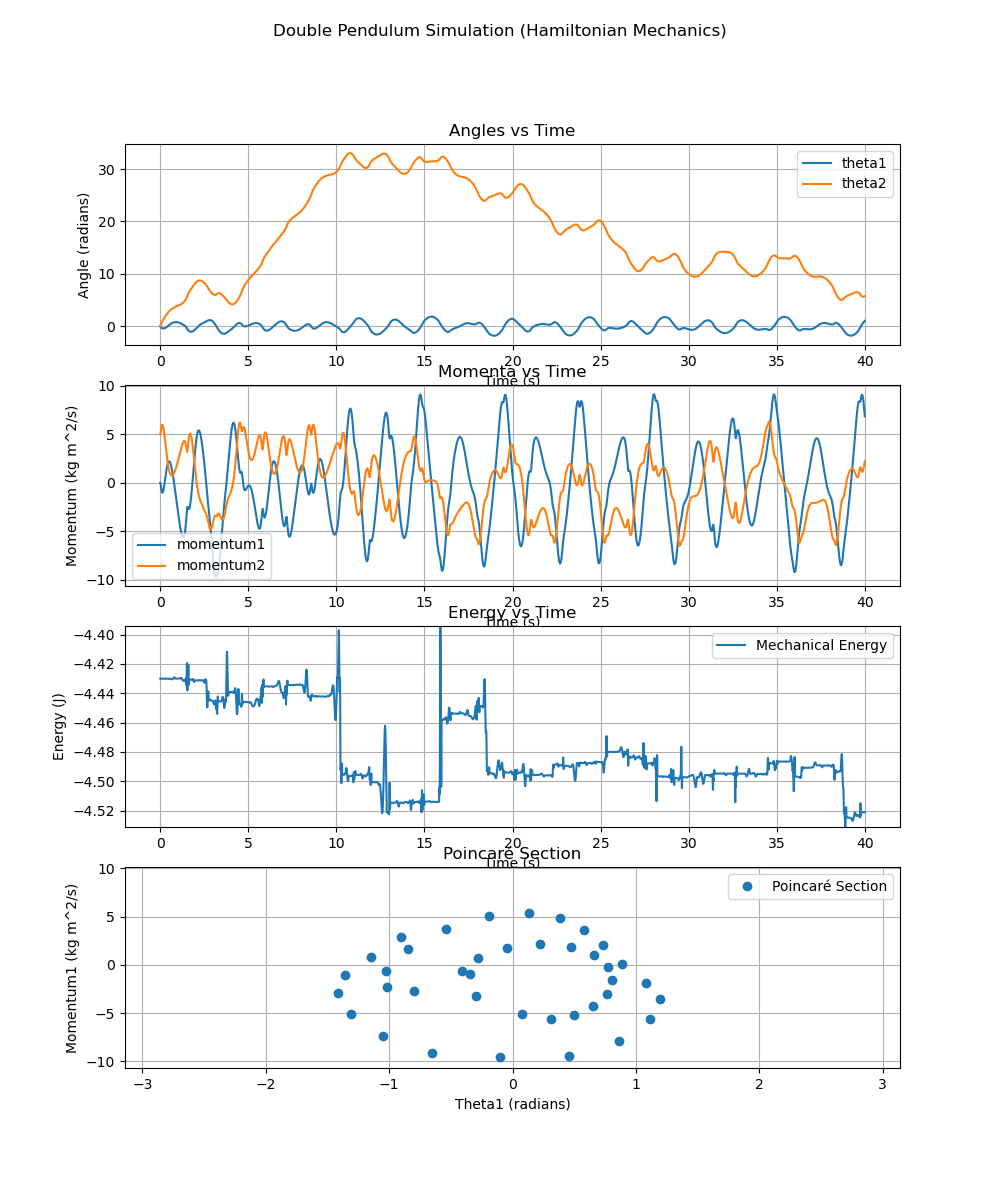 Double Pendulum Simulation (Hamiltonian Mechanics)
Angles vs Time
Angle (radians)
30
20
10
0
theta1
theta2
0 5 10 15 20 25 30 35 40
Time (s)
Momenta vs Time
Momentum (kg m^2/s)
10
5
0
−5
−10
momentum1
momentum2
0 5 10 15 20 25 30 35 40
Time (s)
Energy vs Time
Energy (J)
−4.40
−4.42
−4.44
−4.46
−4.48
−4.50
−4.52
Mechanical Energy
0 5 10 15 20 25 30 35 40
Time (s)
Poincaré Section
Momentum1 (kg m^2/s)
10
5
0
−5
−10
Poincaré Section
−3 −2 −1 0 1 2 3
Theta1 (radians)